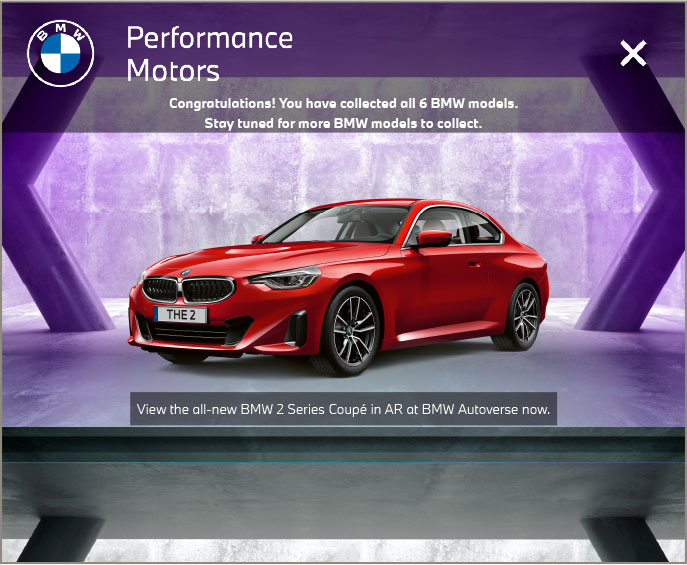 BMW
Performance
Motors
Congratulations! You have collected all 6 BMW models.
Stay tuned for more BMW models to collect.
THE 2
View the all-new BMW 2 Series Coupé in AR at BMW Autoverse now.